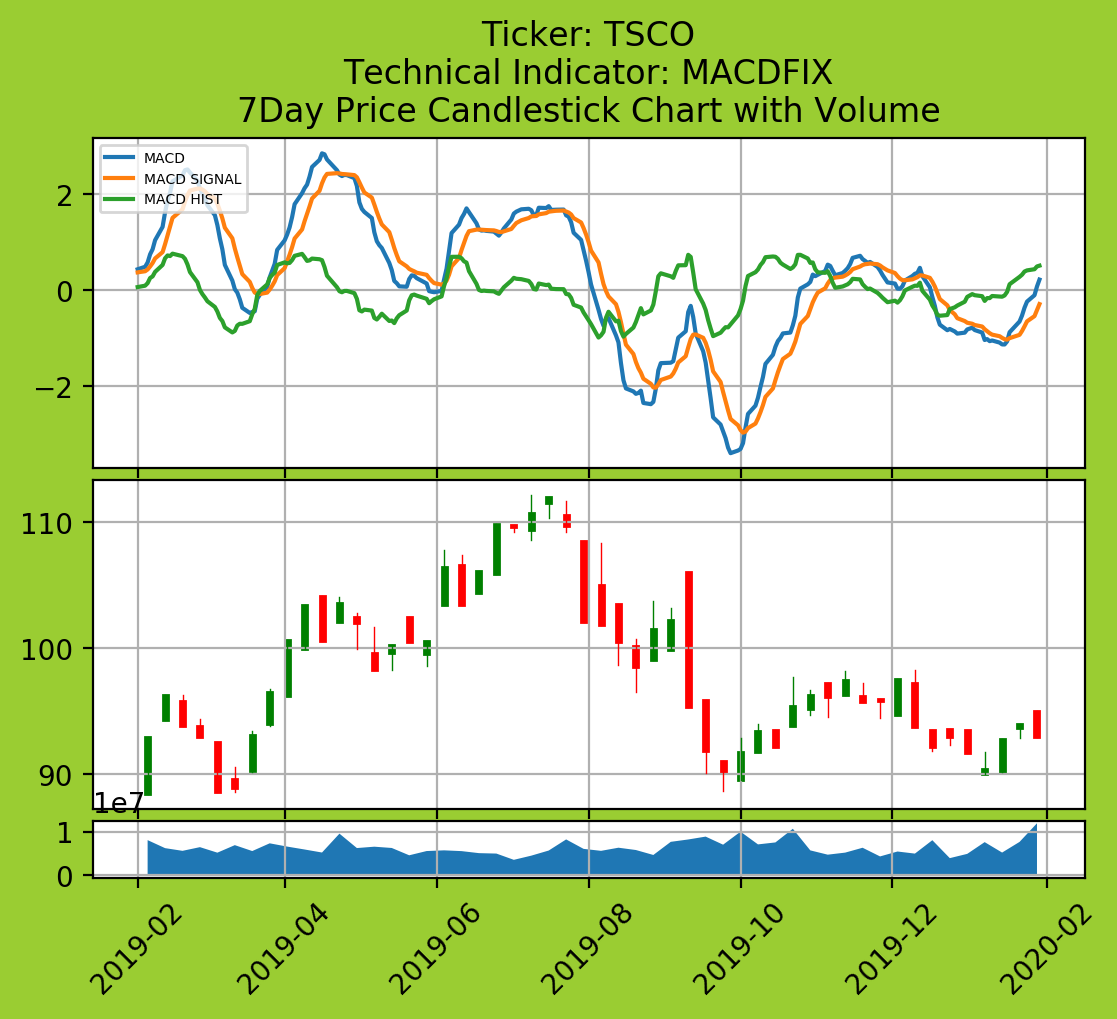 Ticker: TSCO
Technical Indicator: MACDFIX
7Day Price Candlestick Chart with Volume
MACD
MACD SIGNAL
MACD HIST
2
0
−2
110
100
90
1e7
1
0
2019-02
2019-04
2019-06
2019-08
2019-10
2019-12
2020-02